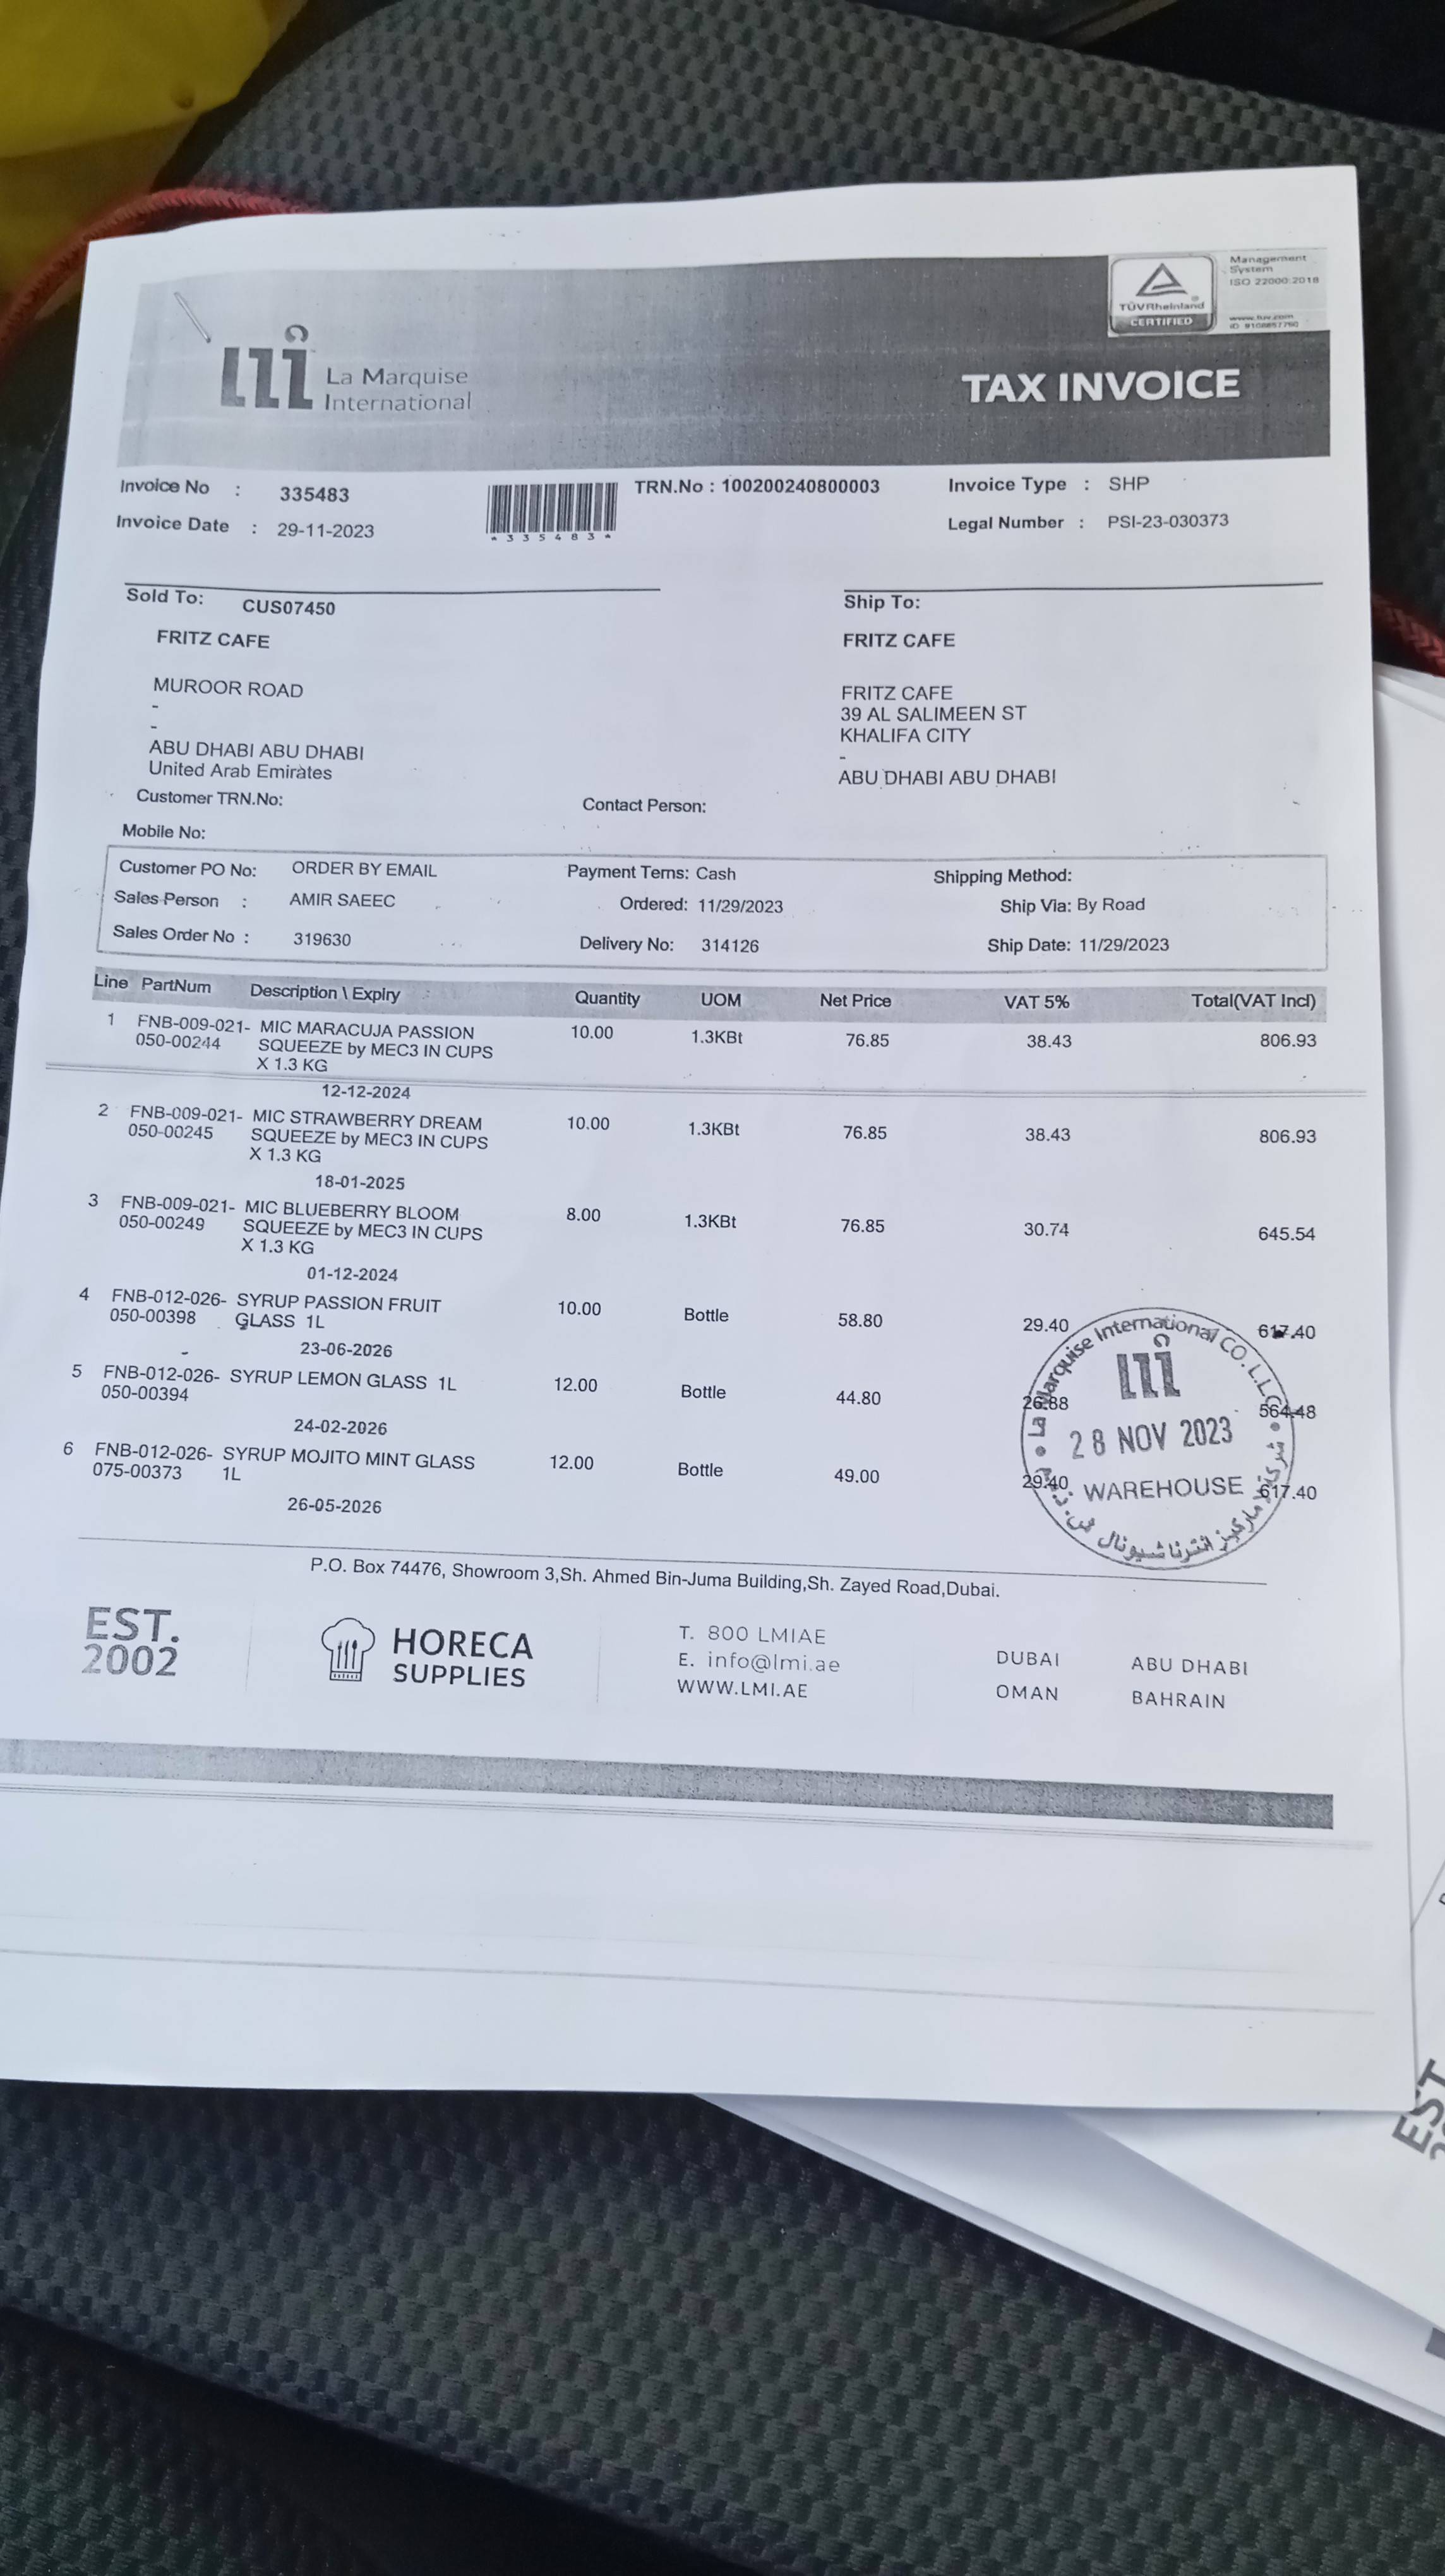 Management
System
ISO 22000:2018
TÜVRheinland
CERTIFIED
www.tuv.com
La Marquise
International
TAX INVOICE
Invoice No : 335483
TRN.No : 100200240800003
Invoice Type : SHP
Invoice Date : 29-11-2023
*335483*
Legal Number : PSI-23-030373
Sold To: CUS07450
FRITZ CAFE
MUROOR ROAD
-
-
ABU DHABI ABU DHABI
United Arab Emirates
Customer TRN.No:
Mobile No:
Ship To:
FRITZ CAFE
FRITZ CAFE
39 AL SALIMEEN ST
KHALIFA CITY
-
ABU DHABI ABU DHABI
Contact Person:
Customer PO No: ORDER BY EMAIL Payment Tems: Cash Shipping Method:
Sales Person : AMIR SAEEC Ordered: 11/29/2023 Ship Via: By Road
Sales Order No : 319630 Delivery No: 314126 Ship Date: 11/29/2023
Line PartNum Description \ Expiry Quantity UOM Net Price VAT 5% Total(VAT Incl)
1 FNB-009-021- MIC MARACUJA PASSION 10.00 1.3KBt 76.85 38.43 806.93
050-00244 SQUEEZE by MEC3 IN CUPS
X 1.3 KG
12-12-2024
2 FNB-009-021- MIC STRAWBERRY DREAM 10.00 1.3KBt 76.85 38.43 806.93
050-00245 SQUEEZE by MEC3 IN CUPS
X 1.3 KG
18-01-2025
3 FNB-009-021- MIC BLUEBERRY BLOOM 8.00 1.3KBt 76.85 30.74 645.54
050-00249 SQUEEZE by MEC3 IN CUPS
X 1.3 KG
01-12-2024
4 FNB-012-026- SYRUP PASSION FRUIT 10.00 Bottle 58.80 29.40 617.40
050-00398 GLASS 1L
23-06-2026
5 FNB-012-026- SYRUP LEMON GLASS 1L 12.00 Bottle 44.80 26.88 564.48
050-00394
24-02-2026
6 FNB-012-026- SYRUP MOJITO MINT GLASS 12.00 Bottle 49.00 29.40 617.40
075-00373 1L
26-05-2026
La Marquise International CO. L.L.C
28 NOV 2023
WAREHOUSE
شركة لا ماركيز انترناشيونال ش.ذ.م.م
P.O. Box 74476, Showroom 3,Sh. Ahmed Bin-Juma Building,Sh. Zayed Road,Dubai.
EST.
2002
HORECA
SUPPLIES
T. 800 LMIAE
E. info@lmi.ae
WWW.LMI.AE
DUBAI ABU DHABI
OMAN BAHRAIN
EST